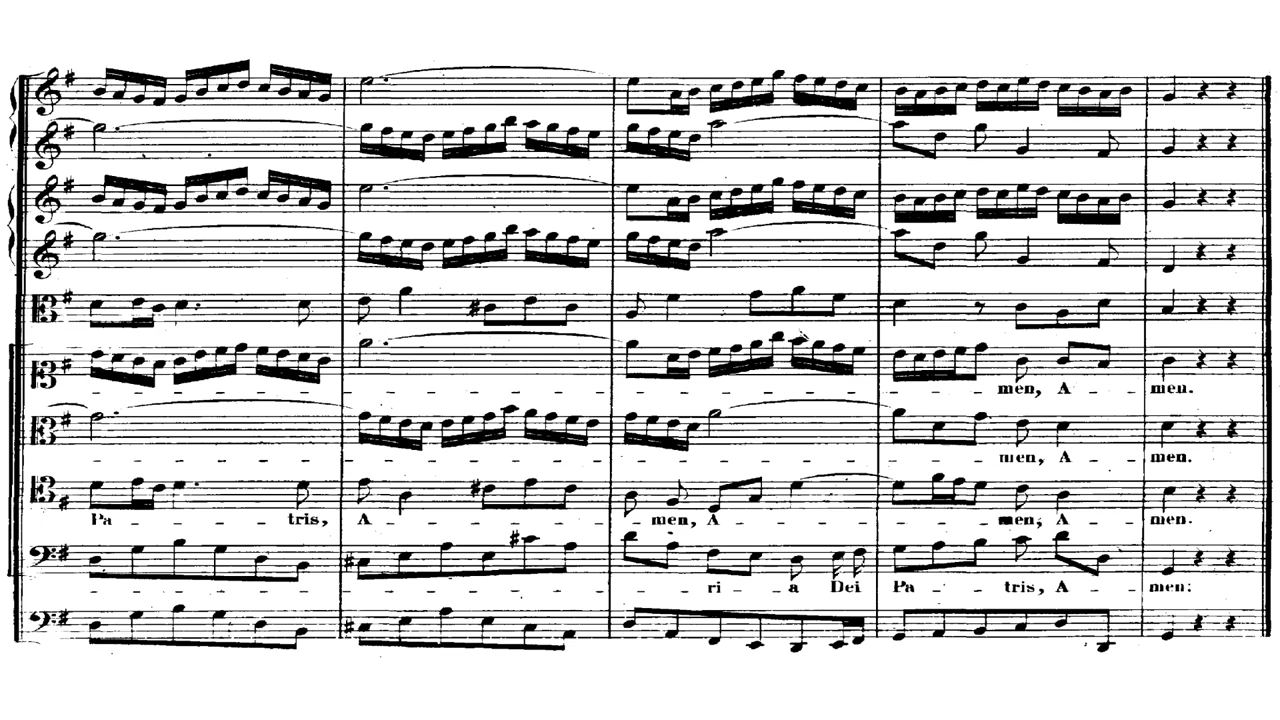 men, A - men.
men, A - men.
Pa - - tris, A - - - men, A - - - men, A - men.
ri - a Dei Pa - - tris, A - men.